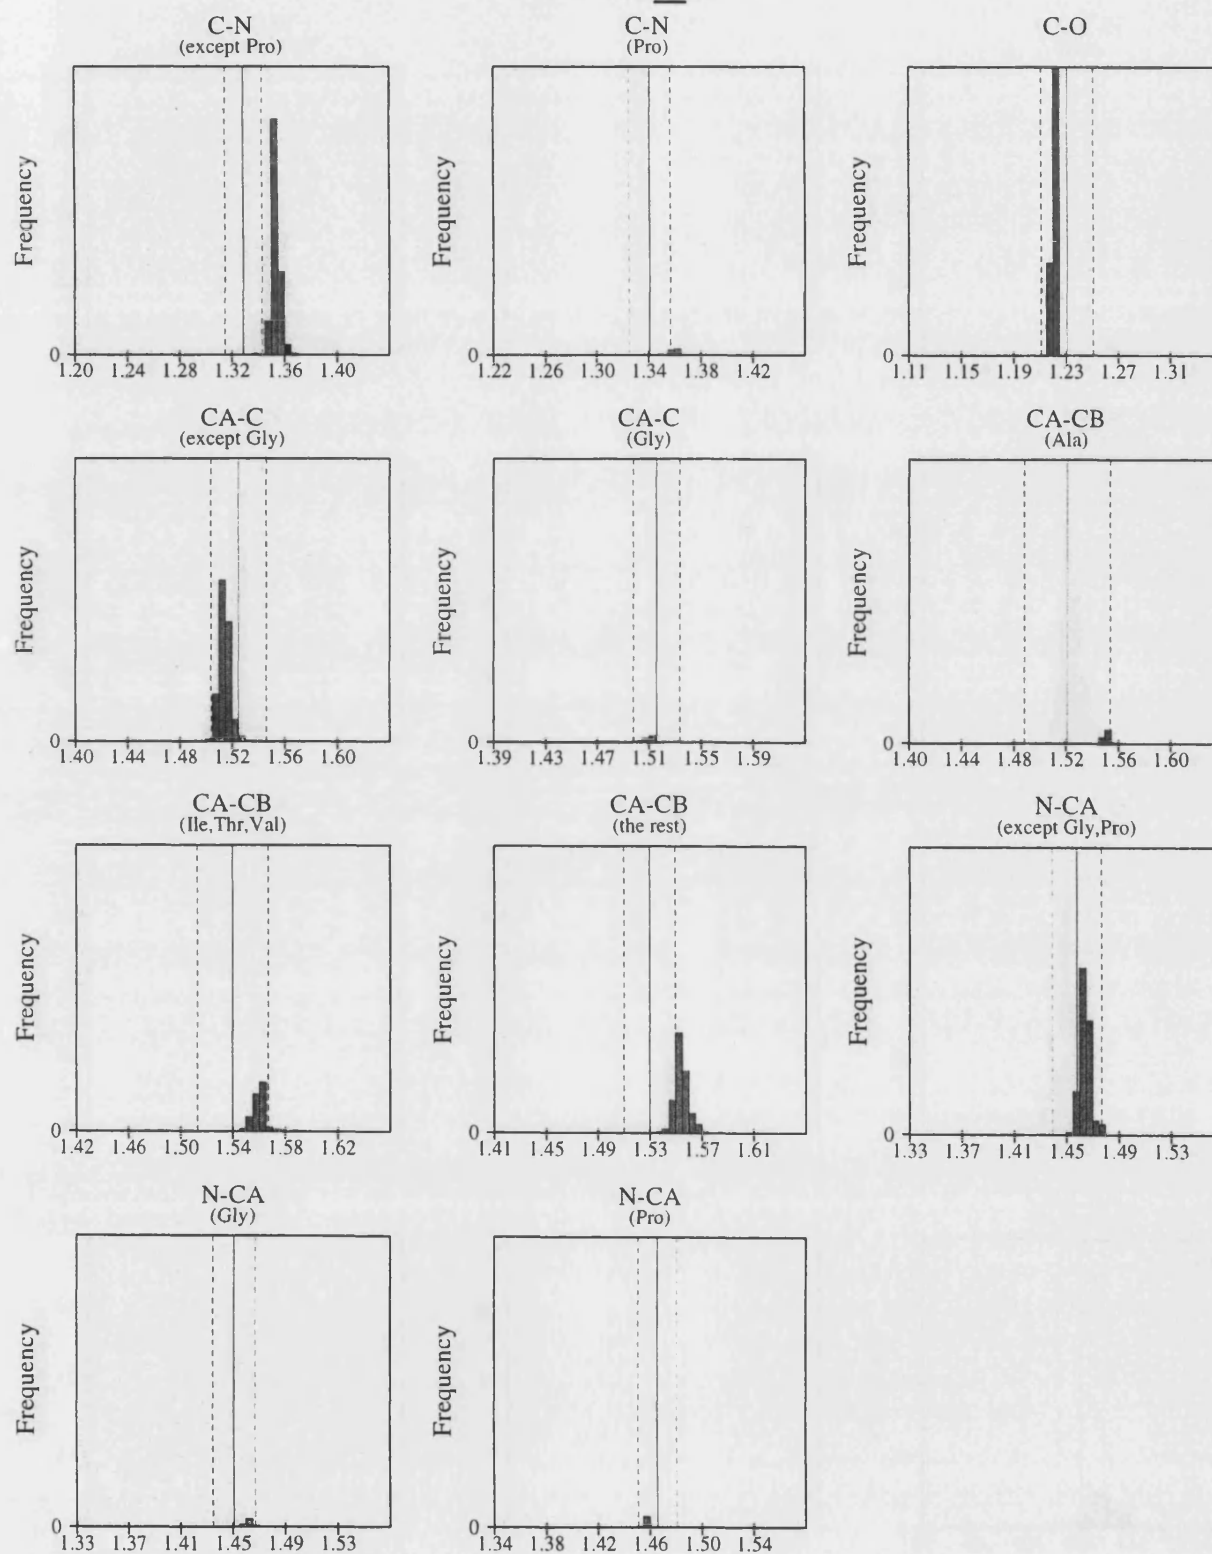 C-N
(except Pro)
Frequency
0
1.20 1.24 1.28 1.32 1.36 1.40
C-N
(Pro)
Frequency
0
1.22 1.26 1.30 1.34 1.38 1.42
C-O
Frequency
0
1.11 1.15 1.19 1.23 1.27 1.31
CA-C
(except Gly)
Frequency
0
1.40 1.44 1.48 1.52 1.56 1.60
CA-C
(Gly)
Frequency
0
1.39 1.43 1.47 1.51 1.55 1.59
CA-CB
(Ala)
Frequency
0
1.40 1.44 1.48 1.52 1.56 1.60
CA-CB
(Ile,Thr,Val)
Frequency
0
1.42 1.46 1.50 1.54 1.58 1.62
CA-CB
(the rest)
Frequency
0
1.41 1.45 1.49 1.53 1.57 1.61
N-CA
(except Gly,Pro)
Frequency
0
1.33 1.37 1.41 1.45 1.49 1.53
N-CA
(Gly)
Frequency
0
1.33 1.37 1.41 1.45 1.49 1.53
N-CA
(Pro)
Frequency
0
1.34 1.38 1.42 1.46 1.50 1.54